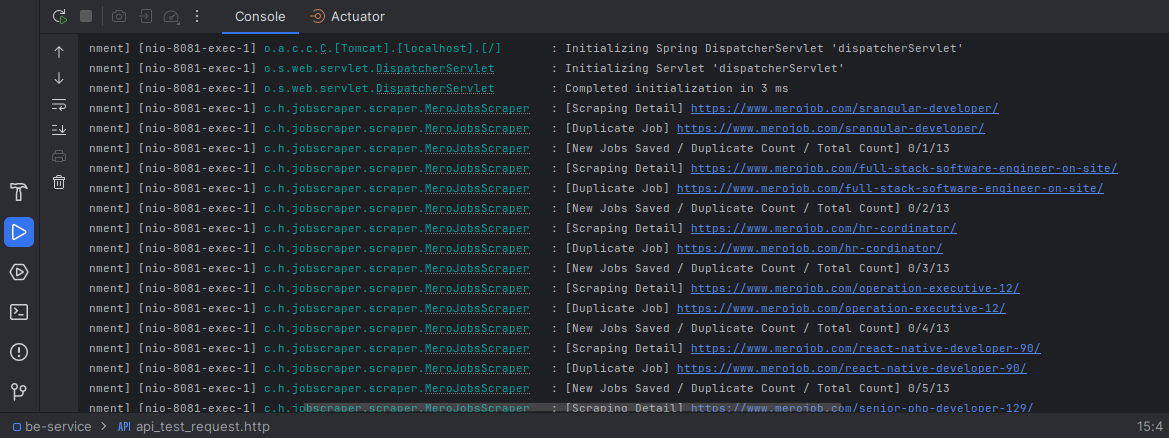 Console Actuator
nment] [nio-8081-exec-1] o.a.c.c.C.[Tomcat].[localhost].[/] : Initializing Spring DispatcherServlet 'dispatcherServlet'
nment] [nio-8081-exec-1] o.s.web.servlet.DispatcherServlet : Initializing Servlet 'dispatcherServlet'
nment] [nio-8081-exec-1] o.s.web.servlet.DispatcherServlet : Completed initialization in 3 ms
nment] [nio-8081-exec-1] c.h.jobscraper.scraper.MeroJobsScraper : [Scraping Detail] https://www.merojob.com/srangular-developer/
nment] [nio-8081-exec-1] c.h.jobscraper.scraper.MeroJobsScraper : [Duplicate Job] https://www.merojob.com/srangular-developer/
nment] [nio-8081-exec-1] c.h.jobscraper.scraper.MeroJobsScraper : [New Jobs Saved / Duplicate Count / Total Count] 0/1/13
nment] [nio-8081-exec-1] c.h.jobscraper.scraper.MeroJobsScraper : [Scraping Detail] https://www.merojob.com/full-stack-software-engineer-on-site/
nment] [nio-8081-exec-1] c.h.jobscraper.scraper.MeroJobsScraper : [Duplicate Job] https://www.merojob.com/full-stack-software-engineer-on-site/
nment] [nio-8081-exec-1] c.h.jobscraper.scraper.MeroJobsScraper : [New Jobs Saved / Duplicate Count / Total Count] 0/2/13
nment] [nio-8081-exec-1] c.h.jobscraper.scraper.MeroJobsScraper : [Scraping Detail] https://www.merojob.com/hr-cordinator/
nment] [nio-8081-exec-1] c.h.jobscraper.scraper.MeroJobsScraper : [Duplicate Job] https://www.merojob.com/hr-cordinator/
nment] [nio-8081-exec-1] c.h.jobscraper.scraper.MeroJobsScraper : [New Jobs Saved / Duplicate Count / Total Count] 0/3/13
nment] [nio-8081-exec-1] c.h.jobscraper.scraper.MeroJobsScraper : [Scraping Detail] https://www.merojob.com/operation-executive-12/
nment] [nio-8081-exec-1] c.h.jobscraper.scraper.MeroJobsScraper : [Duplicate Job] https://www.merojob.com/operation-executive-12/
nment] [nio-8081-exec-1] c.h.jobscraper.scraper.MeroJobsScraper : [New Jobs Saved / Duplicate Count / Total Count] 0/4/13
nment] [nio-8081-exec-1] c.h.jobscraper.scraper.MeroJobsScraper : [Scraping Detail] https://www.merojob.com/react-native-developer-90/
nment] [nio-8081-exec-1] c.h.jobscraper.scraper.MeroJobsScraper : [Duplicate Job] https://www.merojob.com/react-native-developer-90/
nment] [nio-8081-exec-1] c.h.jobscraper.scraper.MeroJobsScraper : [New Jobs Saved / Duplicate Count / Total Count] 0/5/13
nment] [nio-8081-exec-1] c.h.jobscraper.scraper.MeroJobsScraper : [Scraping Detail] https://www.merojob.com/senior-php-developer-129/
be-service > API api_test_request.http 15:4